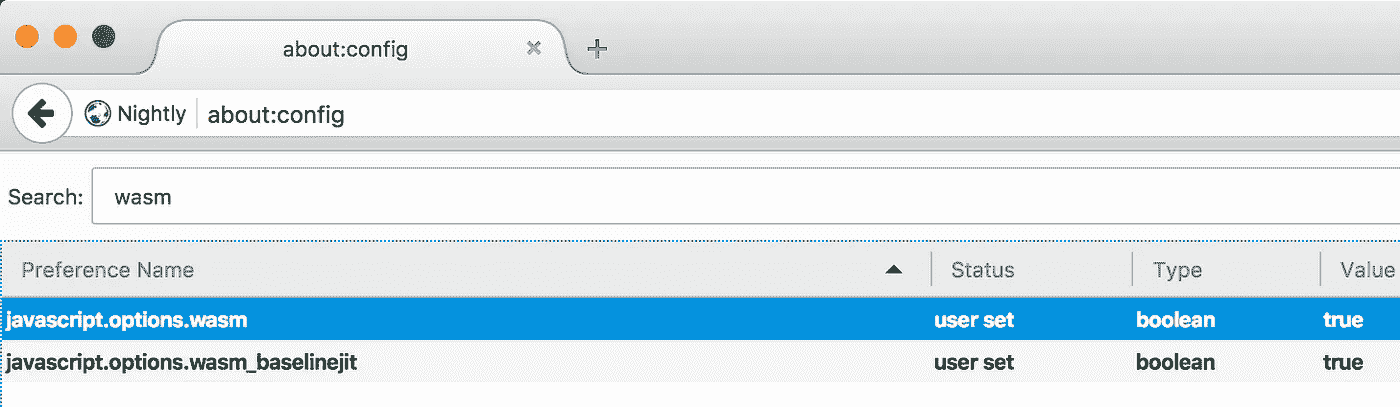 about:config
Nightly about:config
Search: wasm
Preference Name Status Type Value
javascript.options.wasm user set boolean true
javascript.options.wasm_baselinejit user set boolean true